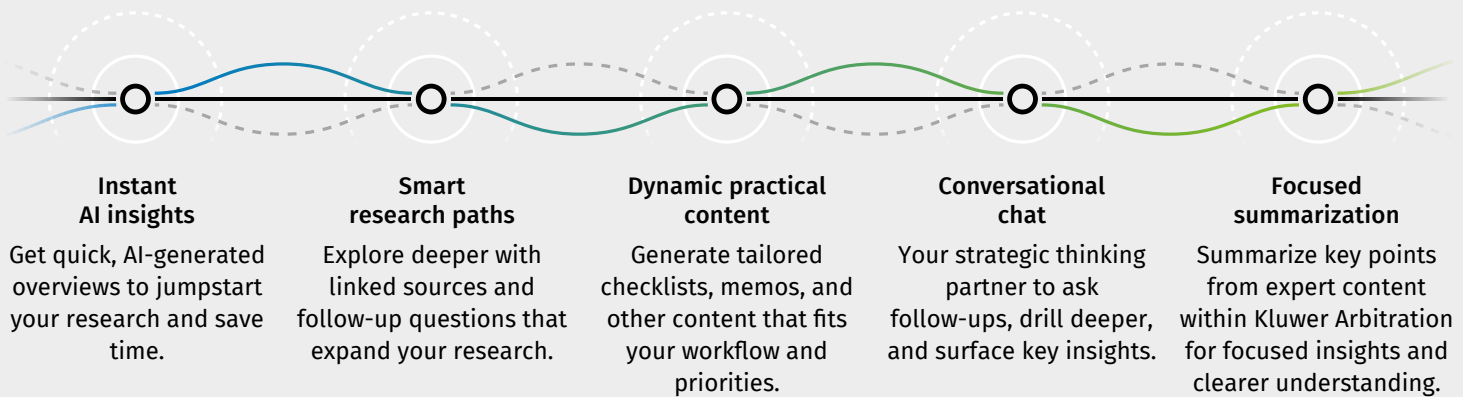 Instant
AI insights
Get quick, AI-generated
overviews to jumpstart
your research and save
time.
Smart
research paths
Explore deeper with
linked sources and
follow-up questions that
expand your research.
Dynamic practical
content
Generate tailored
checklists, memos, and
other content that fits
your workflow and
priorities.
Conversational
chat
Your strategic thinking
partner to ask
follow-ups, drill deeper,
and surface key insights.
Focused
summarization
Summarize key points
from expert content
within Kluwer Arbitration
for focused insights and
clearer understanding.